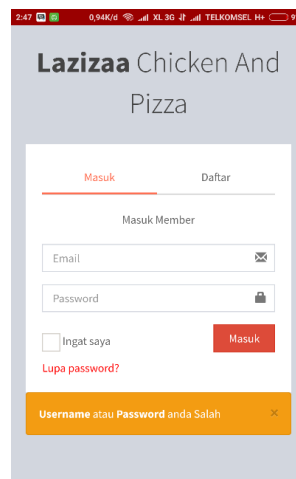 2:47 0,94K/d XL 3G TELKOMSEL H+ 9
Lazizaa Chicken And
Pizza
Masuk Daftar
Masuk Member
Email
Password
Ingat saya Masuk
Lupa password?
Username atau Password anda Salah ×